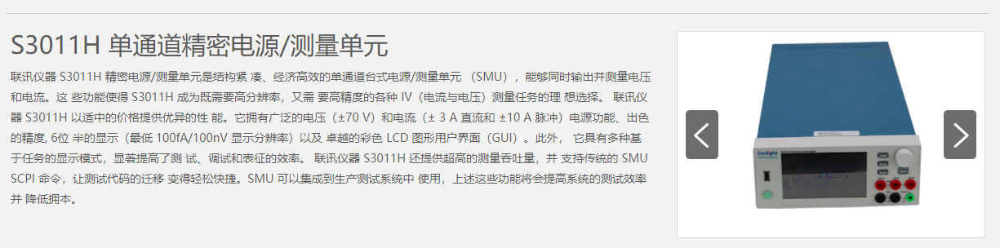 S3011H 单通道精密电源/测量单元
联讯仪器 S3011H 精密电源/测量单元是结构紧 凑、经济高效的单通道台式电源/测量单元 （SMU），能够同时输出并测量电压
和电流。这 些功能使得 S3011H 成为既需要高分辨率，又需 要高精度的各种 IV（电流与电压）测量任务的理 想选择。 联讯仪
器 S3011H 以适中的价格提供优异的性 能。它拥有广泛的电压（±70 V）和电流（± 3 A 直流和 ±10 A 脉冲）电源功能、出色
的精度, 6位 半的显示（最低 100fA/100nV 显示分辨率）以及 卓越的彩色 LCD 图形用户界面（GUI）。此外， 它具有多种基
于任务的显示模式，显著提高了测 试、调试和表征的效率。 联讯仪器 S3011H 还提供超高的测量吞吐量，并 支持传统的 SMU
SCPI 命令，让测试代码的迁移 变得轻松快捷。SMU 可以集成到生产测试系统中 使用，上述这些功能将会提高系统的测试效率
并 降低拥本。
Stelight